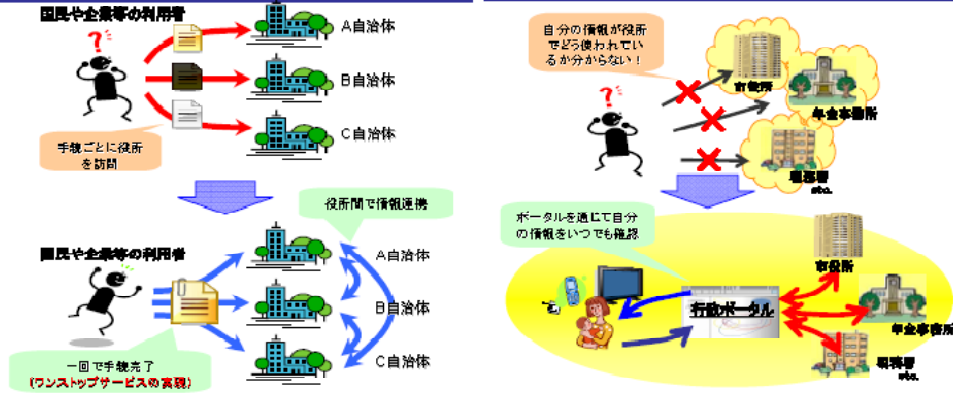 国民や企業等の利用者
?
A自治体
B自治体
C自治体
手続ごとに役所
を訪問
役所間で情報連携
国民や企業等の利用者
A自治体
B自治体
C自治体
一回で手続完了
(ワンストップサービスの実現)
自分の情報が役所
でどう使われてい
るか分からない!
?
市役所
年金事務所
税務署
etc.
ポータルを通じて自分
の情報をいつでも確認
行政ポータル
市役所
年金事務所
税務署
etc.